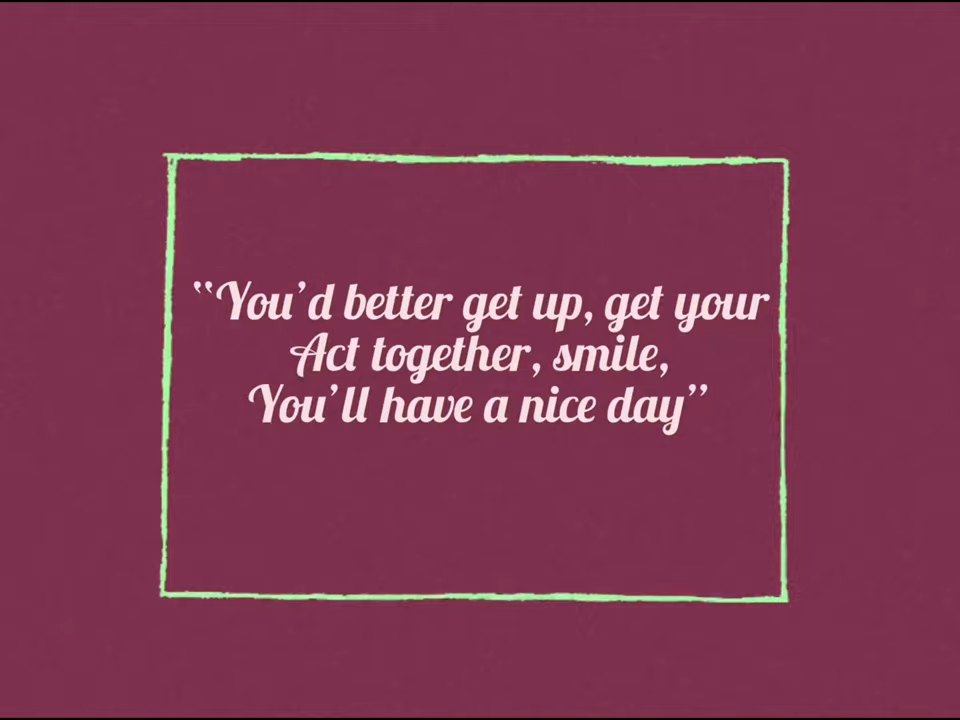 “You’d better get up, get your
Act together, smile,
You’ll have a nice day”